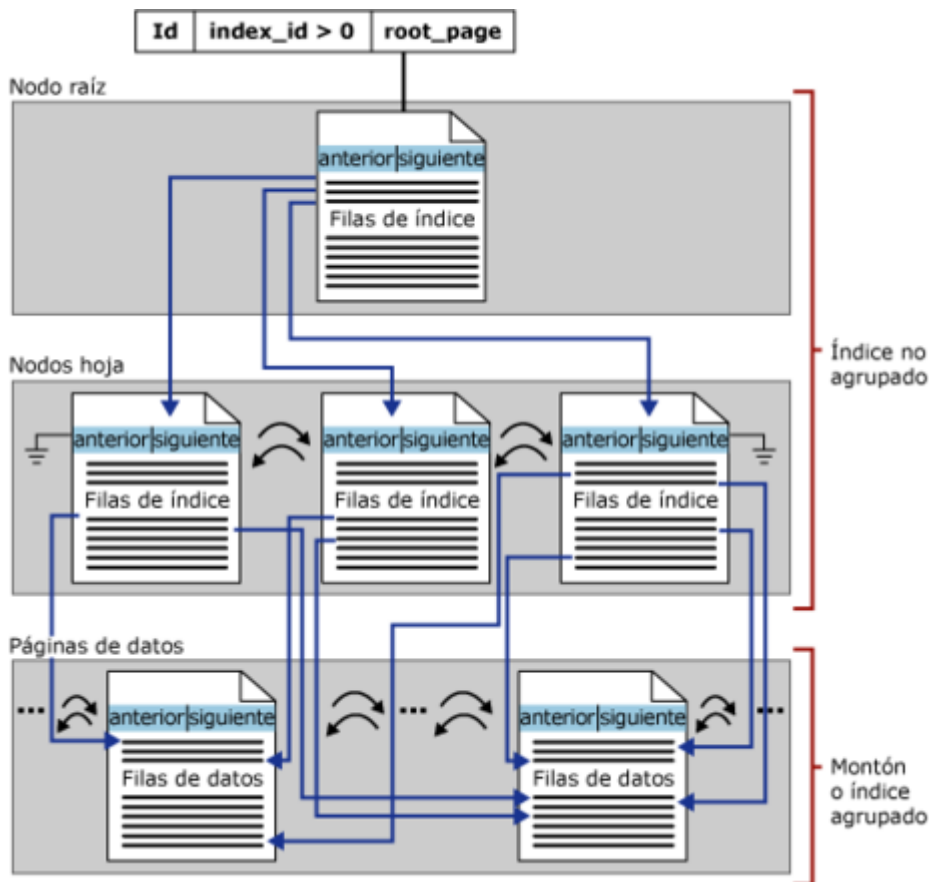 Id index_id > 0 root_page
Nodo raíz
anterior siguiente
Filas de índice
Índice no
agrupado
Nodos hoja
anterior siguiente anterior siguiente anterior siguiente
Filas de índice Filas de índice Filas de índice
Páginas de datos
... ... ...
anterior siguiente anterior siguiente
Filas de datos Filas de datos
Montón
o índice
agrupado